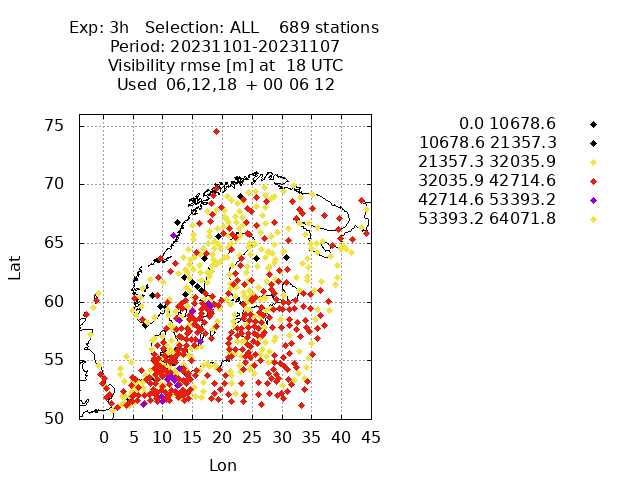 Exp: 3h Selection: ALL 689 stations
Period: 20231101-20231107
Visibility rmse [m] at 18 UTC
Used 06,12,18 + 00 06 12
0.0 10678.6
10678.6 21357.3
21357.3 32035.9
32035.9 42714.6
42714.6 53393.2
53393.2 64071.8
75
70
65
60
55
50
Lat
0 5 10 15 20 25 30 35 40 45
Lon